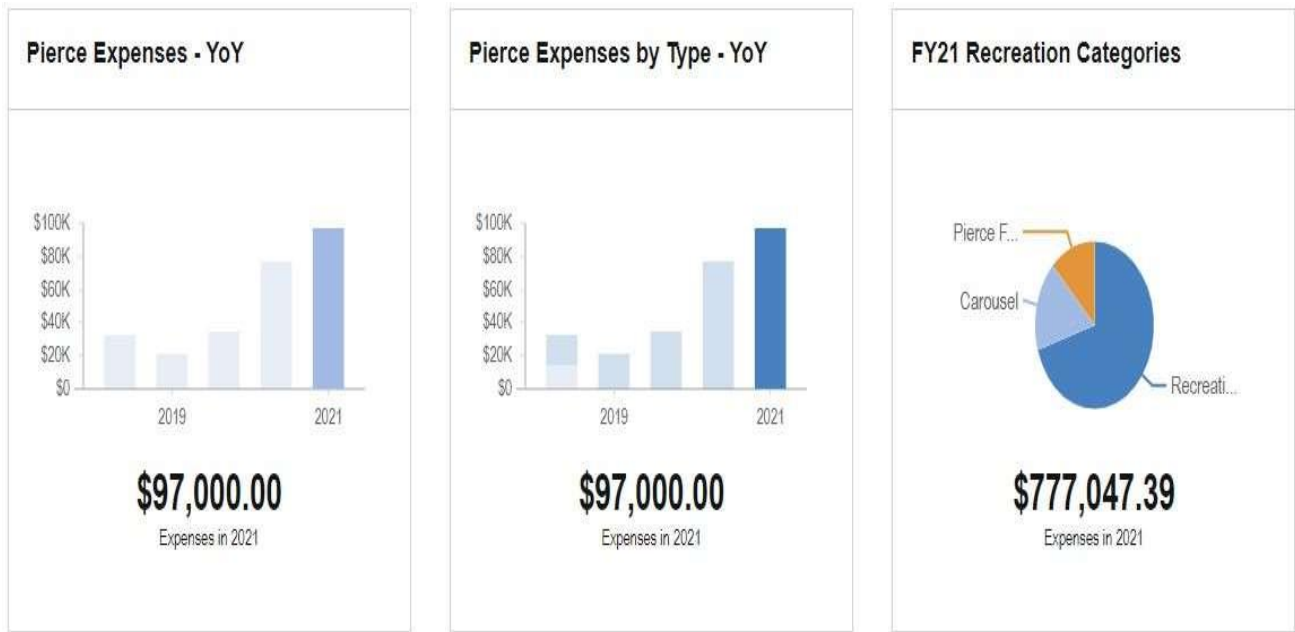 Pierce Expenses - YoY
$100K
$80K
$60K
$40K
$20K
$0
2019
2021
$97,000.00
Expenses in 2021
Pierce Expenses by Type - YoY
$100K
$80K
$60K
$40K
$20K
$0
2019
2021
$97,000.00
Expenses in 2021
FY21 Recreation Categories
Pierce F...
Carousel
Recreati...
$777,047.39
Expenses in 2021